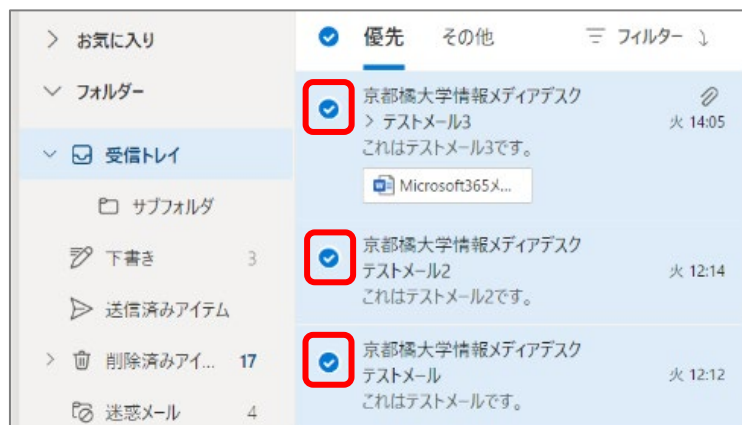 お気に入り
フォルダー
受信トレイ
サブフォルダ
下書き 3
送信済みアイテム
削除済みアイ... 17
迷惑メール 4
優先 その他 フィルター
京都橘大学情報メディアデスク
> テストメール3 火 14:05
これはテストメール3です。
Microsoft365メ...
京都橘大学情報メディアデスク
テストメール2 火 12:14
これはテストメール2です。
京都橘大学情報メディアデスク
テストメール 火 12:12
これはテストメールです。